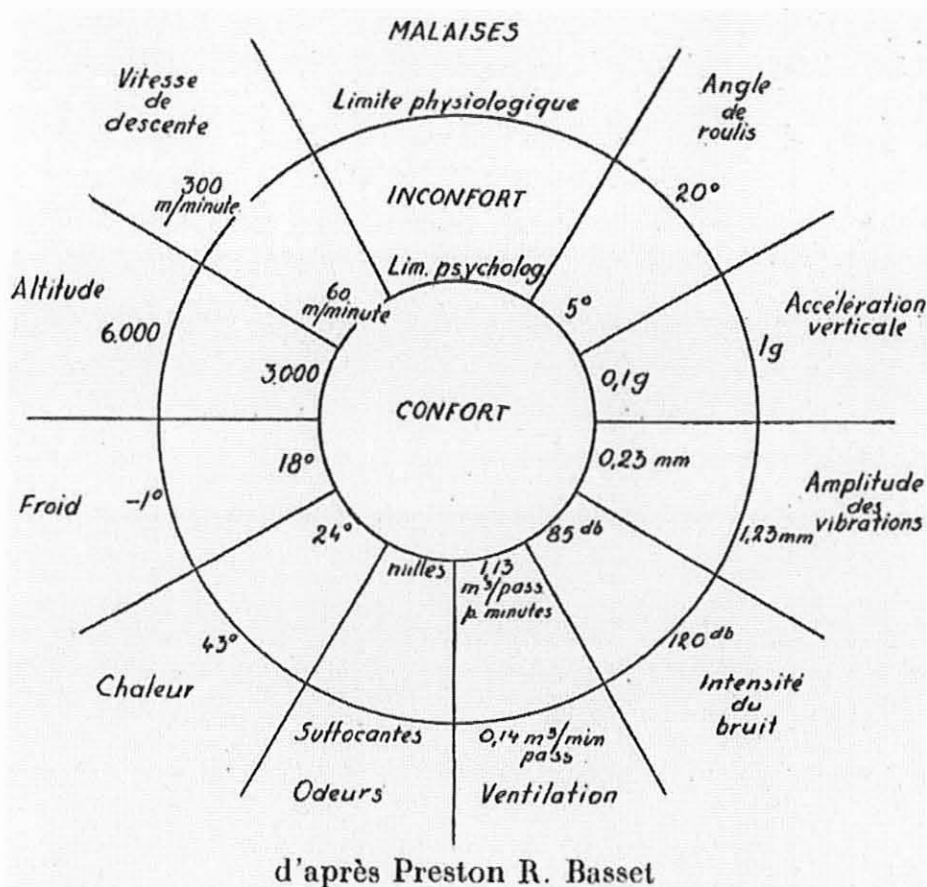 MALAISES
Limite physiologique
INCONFORT
Lim. psycholog.
CONFORT
Angle
de
roulis
20°
5°
Accélération
verticale
1g
0,1g
Amplitude
des
vibrations
1,23 mm
0,23 mm
Intensité
du
bruit
120 db
85 db
Ventilation
0,14 m³/min
pass
1,13
m³/pass
p. minutes
Odeurs
Suffocantes
nulles
Chaleur
43°
24°
Froid
-1°
18°
Altitude
6.000
3.000
Vitesse
de
descente
300
m/minute
60
m/minute
d'après Preston R. Basset